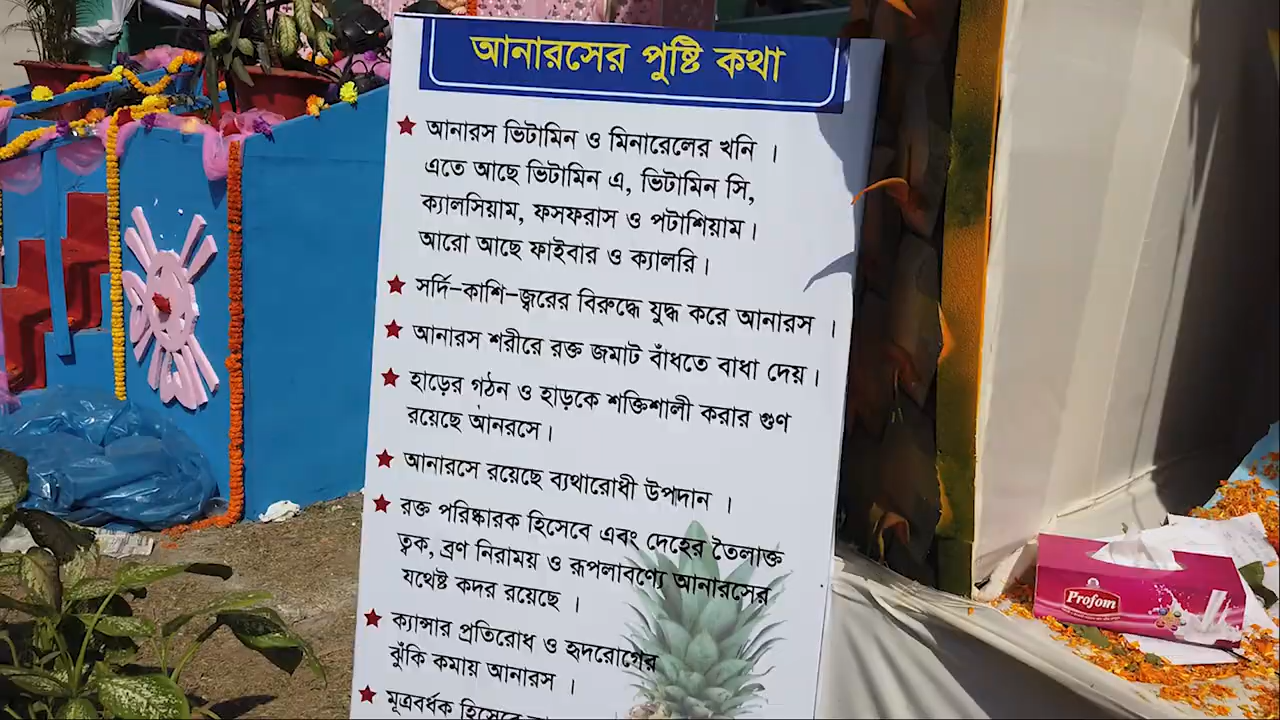 আনারসের পুষ্টি কথা
আনারস ভিটামিন ও মিনারেলের খনি ।
এতে আছে ভিটামিন এ, ভিটামিন সি,
ক্যালসিয়াম, ফসফরাস ও পটাশিয়াম।
আরো আছে ফাইবার ও ক্যালরি।
সর্দি-কাশি-জ্বরের বিরুদ্ধে যুদ্ধ করে আনারস ।
আনারস শরীরে রক্ত জমাট বাঁধতে বাধা দেয়।
হাড়ের গঠন ও হাড়কে শক্তিশালী করার গুণ
রয়েছে আনরসে।
আনারসে রয়েছে ব্যথারোধী উপাদান ।
রক্ত পরিষ্কারক হিসেবে এবং দেহের তৈলাক্ত
ত্বক, ব্রণ নিরাময় ও রূপলাবণ্যে আনারসের
যথেষ্ট কদর রয়েছে ।
ক্যান্সার প্রতিরোধ ও হৃদরোগের
ঝুঁকি কমায় আনারস ।
মূত্রবর্ধক হিসেবে
Profom